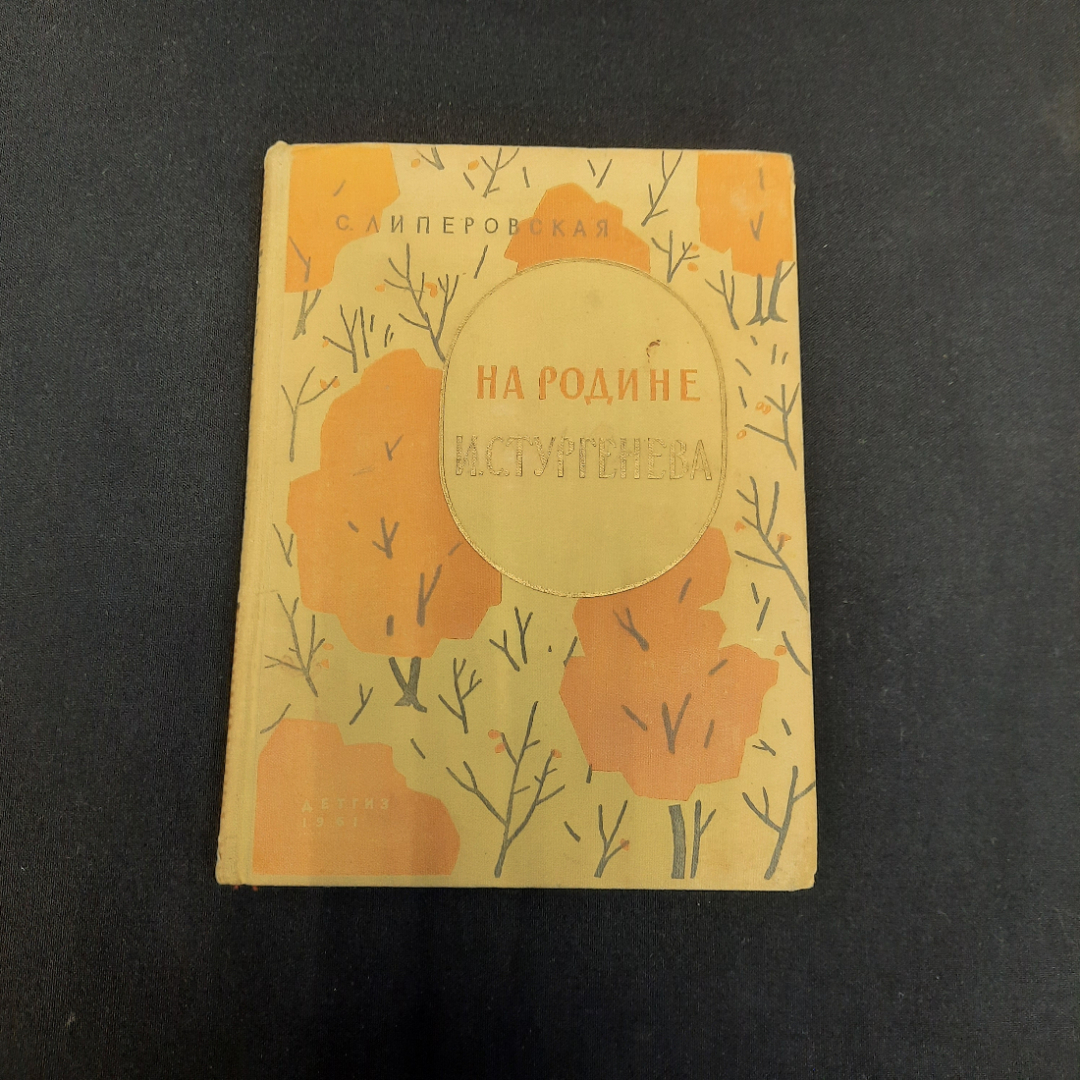 С. ЛИПЕРОВСКАЯ
НА РОДИНЕ
И.С.ТУРГЕНЕВА
ДЕТГИЗ
1961